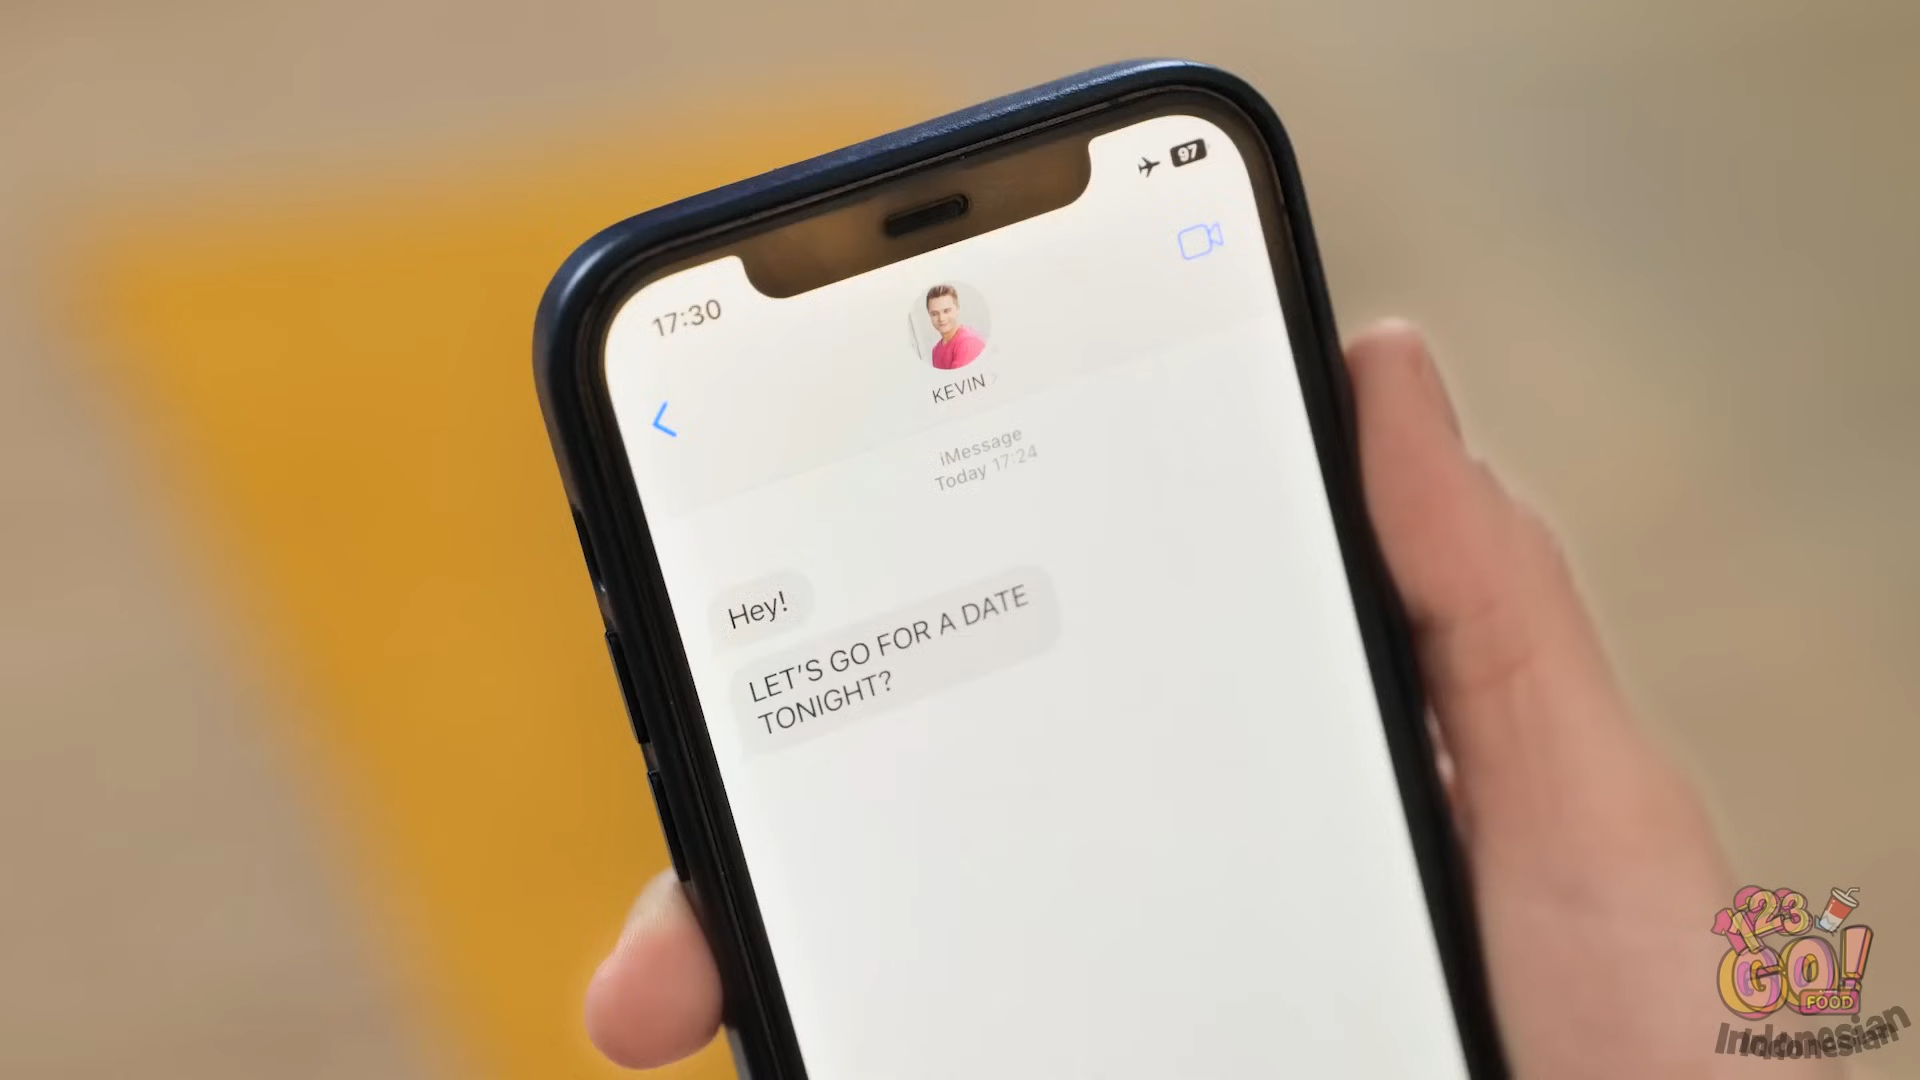 97
17:30
KEVIN
iMessage
Today 17:24
Hey!
LET'S GO FOR A DATE
TONIGHT?
123
GO!
FOOD
Indonesian